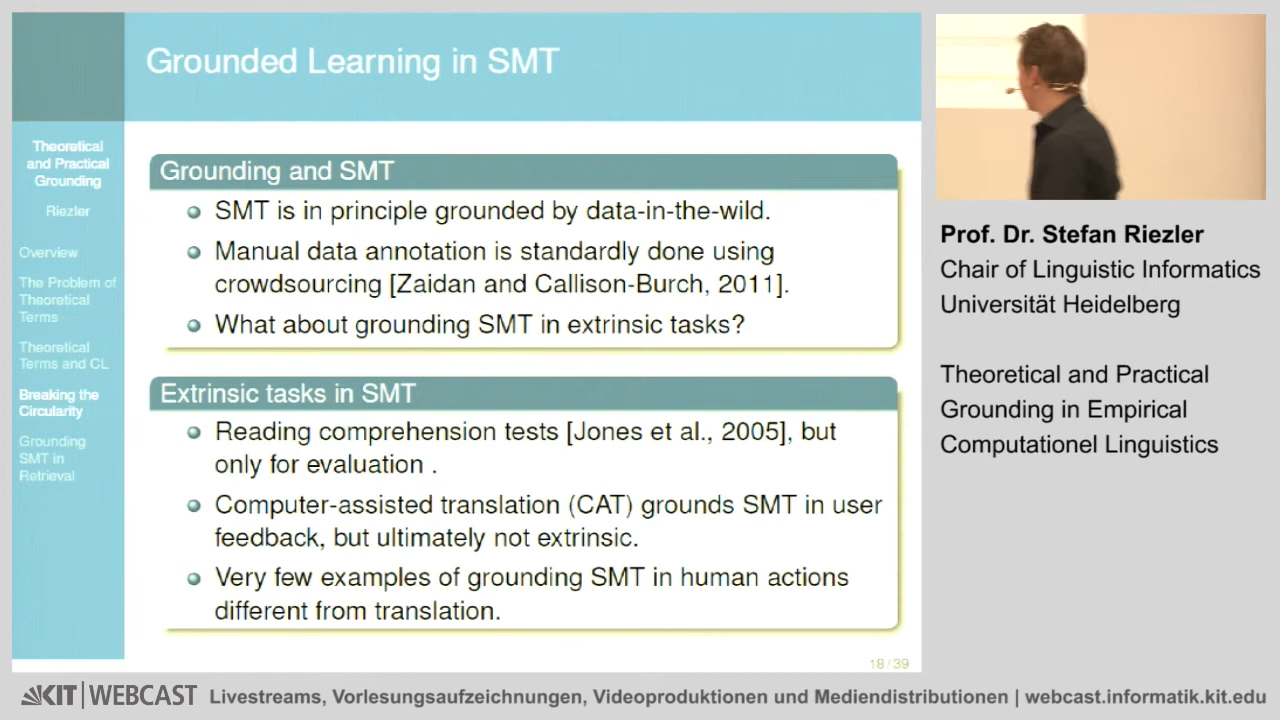 Grounded Learning in SMT
Theoretical
and Practical
Grounding
Riezler
Overview
The Problem of
Theoretical
Terms
Theoretical
Terms and CL
Breaking the
Circularity
Grounding
SMT in
Retrieval
Grounding and SMT
SMT is in principle grounded by data-in-the-wild.
Manual data annotation is standardly done using
crowdsourcing [Zaidan and Callison-Burch, 2011].
What about grounding SMT in extrinsic tasks?
Extrinsic tasks in SMT
Reading comprehension tests [Jones et al., 2005], but
only for evaluation .
Computer-assisted translation (CAT) grounds SMT in user
feedback, but ultimately not extrinsic.
Very few examples of grounding SMT in human actions
different from translation.
18 / 39
Prof. Dr. Stefan Riezler
Chair of Linguistic Informatics
Universität Heidelberg
Theoretical and Practical
Grounding in Empirical
Computationel Linguistics
KIT | WEBCAST Livestreams, Vorlesungsaufzeichnungen, Videoproduktionen und Mediendistributionen | webcast.informatik.kit.edu